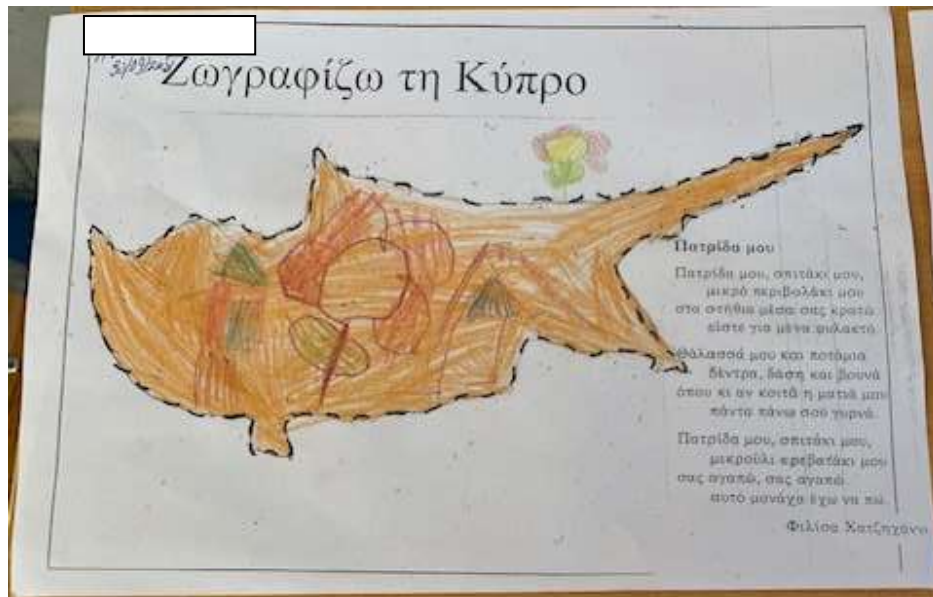 Ζωγραφίζω τη Κύπρο
Πατρίδα μου
Πατρίδα μου, σπιτάκι μου,
μικρό περιβολάκι μου
στα στήθια μέσα σας κρατώ
είστε για μένα φυλακτό.
Θάλασσά μου και ποτάμια
δέντρα, δάση και βουνά
όπου κι αν κοιτά η ματιά μου
πάντα πάνω σου γυρνά.
Πατρίδα μου, σπιτάκι μου,
μικρούλι κρεβατάκι μου
σας αγαπώ, σας αγαπώ
αυτό μονάχα έχω να πω.
Φιλίσα